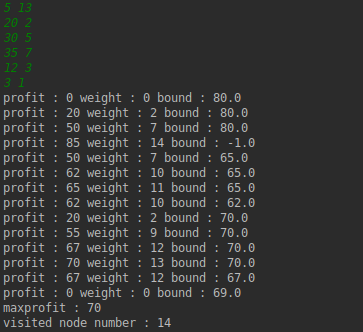 5 13
20 2
30 5
35 7
12 3
3 1
profit : 0 weight : 0 bound : 80.0
profit : 20 weight : 2 bound : 80.0
profit : 50 weight : 7 bound : 80.0
profit : 85 weight : 14 bound : -1.0
profit : 50 weight : 7 bound : 65.0
profit : 62 weight : 10 bound : 65.0
profit : 65 weight : 11 bound : 65.0
profit : 62 weight : 10 bound : 62.0
profit : 20 weight : 2 bound : 70.0
profit : 55 weight : 9 bound : 70.0
profit : 67 weight : 12 bound : 70.0
profit : 70 weight : 13 bound : 70.0
profit : 67 weight : 12 bound : 67.0
profit : 0 weight : 0 bound : 69.0
maxprofit : 70
visited node number : 14